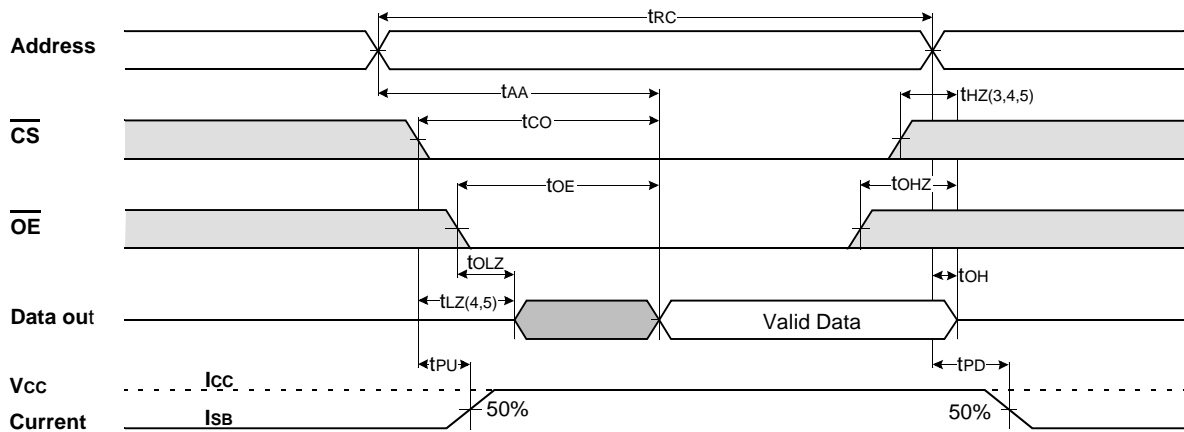 tRC
Address
tAA
tHZ(3,4,5)
CS
tCO
tOE
tOHZ
OE
tOLZ
tOH
tLZ(4,5)
Data out
Valid Data
tPU
tPD
VCC
ICC
50%
50%
Current
ISB